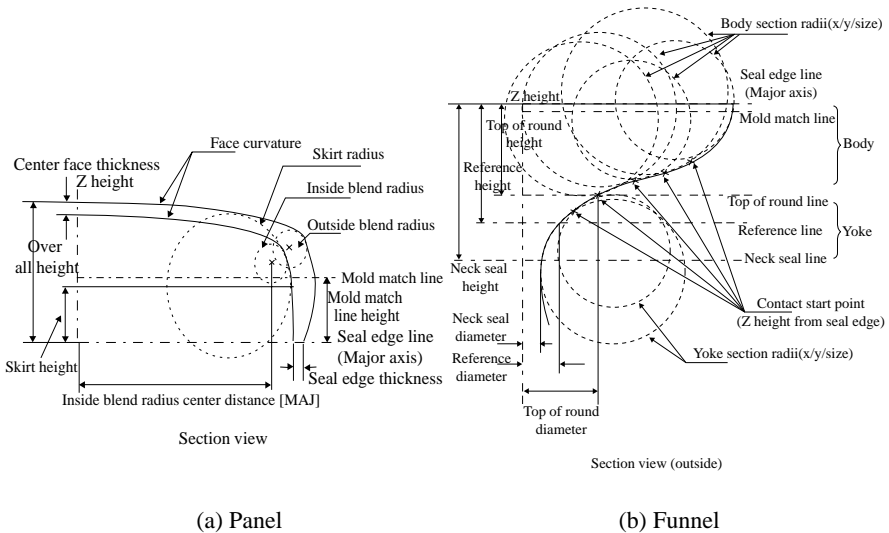 Face curvature
Center face thickness
Z height
Skirt radius
Inside blend radius
Outside blend radius
Over
all height
Mold match line
Mold match
line height
Seal edge line
(Major axis)
Skirt height
Seal edge thickness
Inside blend radius center distance [MAJ]
Section view
(a) Panel
Body section radii(x/y/size)
Seal edge line
(Major axis)
Z height
Mold match line
Top of round
height
Body
Reference
height
Top of round line
Reference line
Yoke
Neck seal line
Neck seal
height
Contact start point
(Z height from seal edge)
Neck seal
diameter
Reference
diameter
Yoke section radii(x/y/size)
Top of round
diameter
Section view (outside)
(b) Funnel